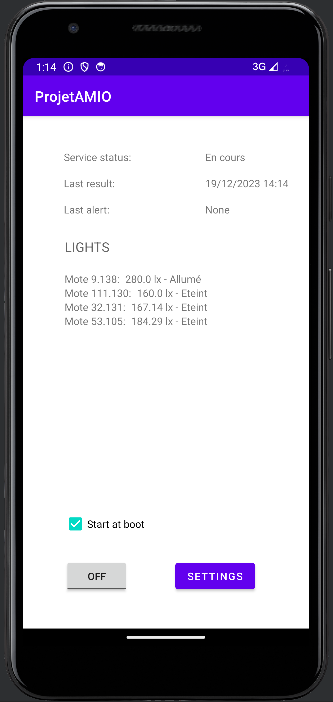 1:14 3G
ProjetAMIO
Service status: En cours
Last result: 19/12/2023 14:14
Last alert: None
LIGHTS
Mote 9.138: 280.0 lx - Allumé
Mote 111.130: 160.0 lx - Eteint
Mote 32.131: 167.14 lx - Eteint
Mote 53.105: 184.29 lx - Eteint
Start at boot
OFF SETTINGS